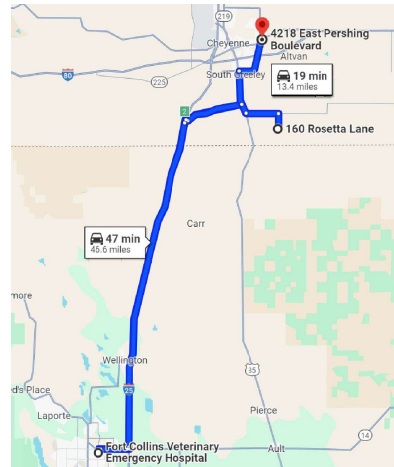 219
4218 East Pershing
Boulevard
Cheyenne
Altvan
80
225
South Greeley
19 min
13.4 miles
2
160 Rosetta Lane
Carr
47 min
45.6 miles
more
Wellington
85
25
d's Place
Laporte
Pierce
14
Fort Collins Veterinary
Emergency Hospital
Ault